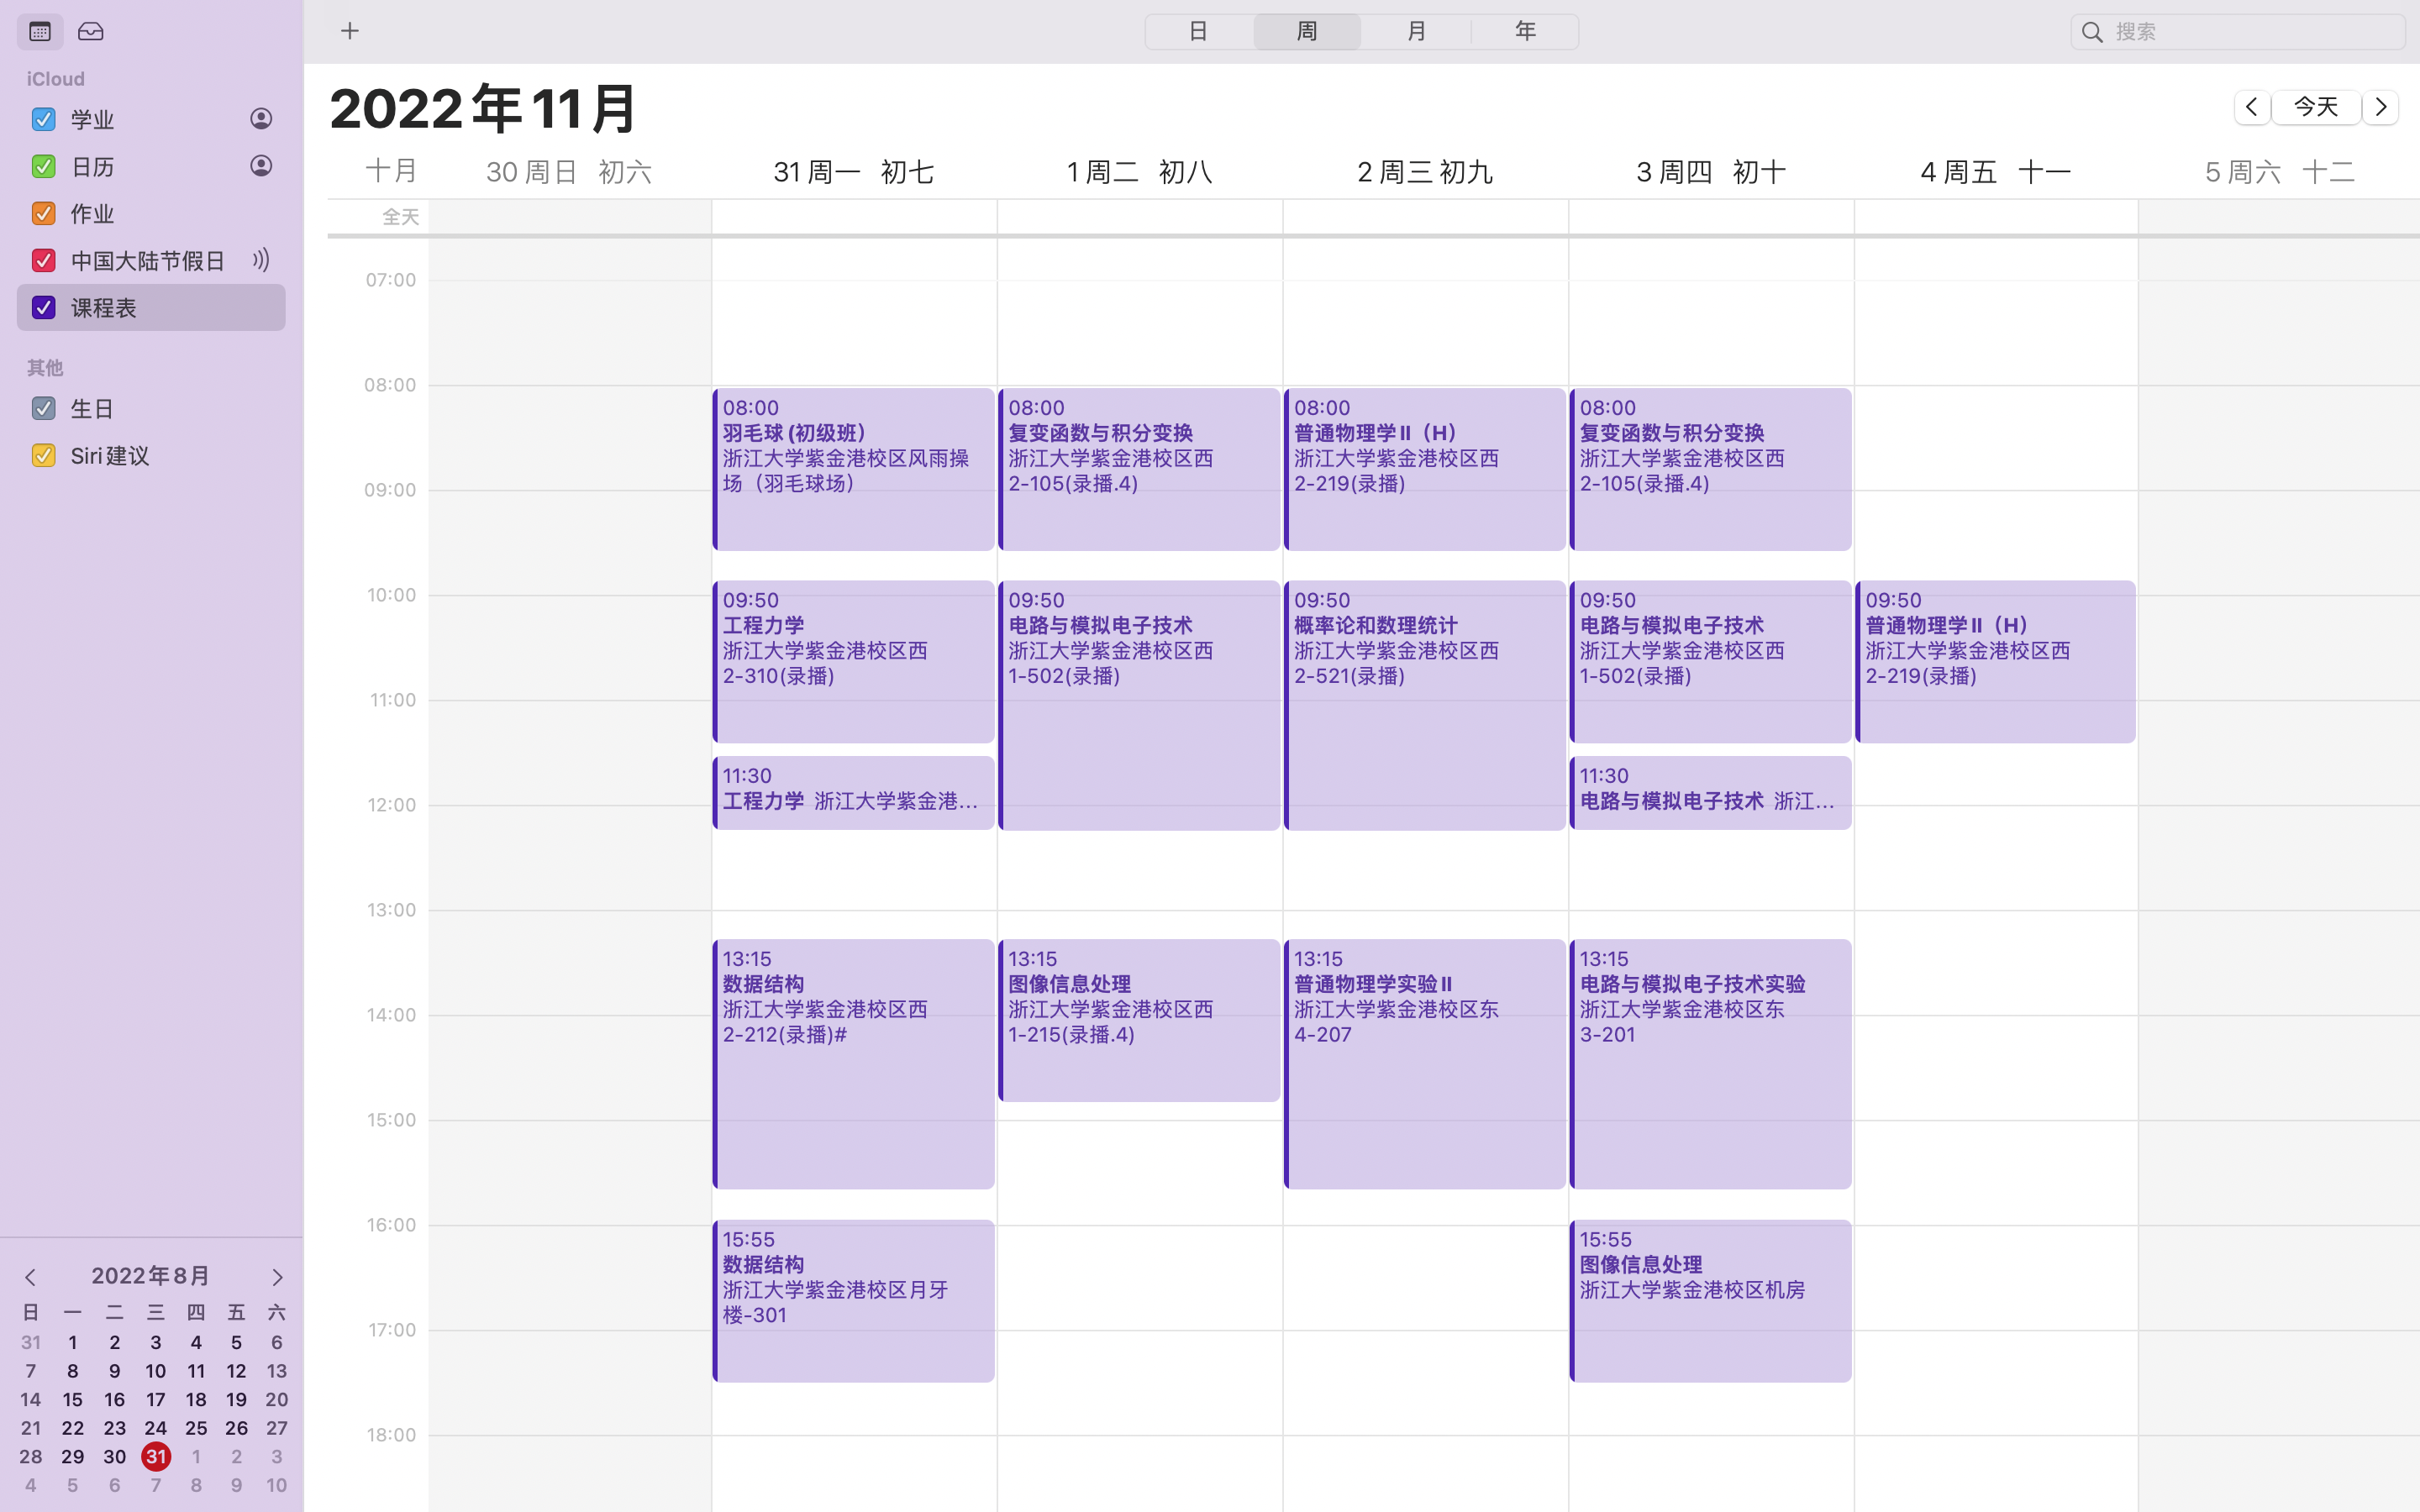 iCloud
学业
日历
作业
中国大陆节假日
课程表
其他
生日
Siri建议
2022年8月
日 一 二 三 四 五 六
31 1 2 3 4 5 6
7 8 9 10 11 12 13
14 15 16 17 18 19 20
21 22 23 24 25 26 27
28 29 30 31 1 2 3
4 5 6 7 8 9 10
日 周 月 年
搜索
2022年11月
今天
十月 30周日 初六 31周一 初七 1周二 初八 2周三初九 3周四 初十 4周五 十一 5周六 十二
全天
07:00
08:00
09:00
10:00
11:00
12:00
13:00
14:00
15:00
16:00
17:00
18:00
08:00
羽毛球(初级班)
浙江大学紫金港校区风雨操
场（羽毛球场）
09:50
工程力学
浙江大学紫金港校区西
2-310(录播)
11:30
工程力学 浙江大学紫金港...
13:15
数据结构
浙江大学紫金港校区西
2-212(录播)#
15:55
数据结构
浙江大学紫金港校区月牙
楼-301
08:00
复变函数与积分变换
浙江大学紫金港校区西
2-105(录播.4)
09:50
电路与模拟电子技术
浙江大学紫金港校区西
1-502(录播)
13:15
图像信息处理
浙江大学紫金港校区西
1-215(录播.4)
08:00
普通物理学Ⅱ（H）
浙江大学紫金港校区西
2-219(录播)
09:50
概率论和数理统计
浙江大学紫金港校区西
2-521(录播)
13:15
普通物理学实验Ⅱ
浙江大学紫金港校区东
4-207
08:00
复变函数与积分变换
浙江大学紫金港校区西
2-105(录播.4)
09:50
电路与模拟电子技术
浙江大学紫金港校区西
1-502(录播)
11:30
电路与模拟电子技术 浙江...
13:15
电路与模拟电子技术实验
浙江大学紫金港校区东
3-201
15:55
图像信息处理
浙江大学紫金港校区机房
09:50
普通物理学Ⅱ（H）
浙江大学紫金港校区西
2-219(录播)